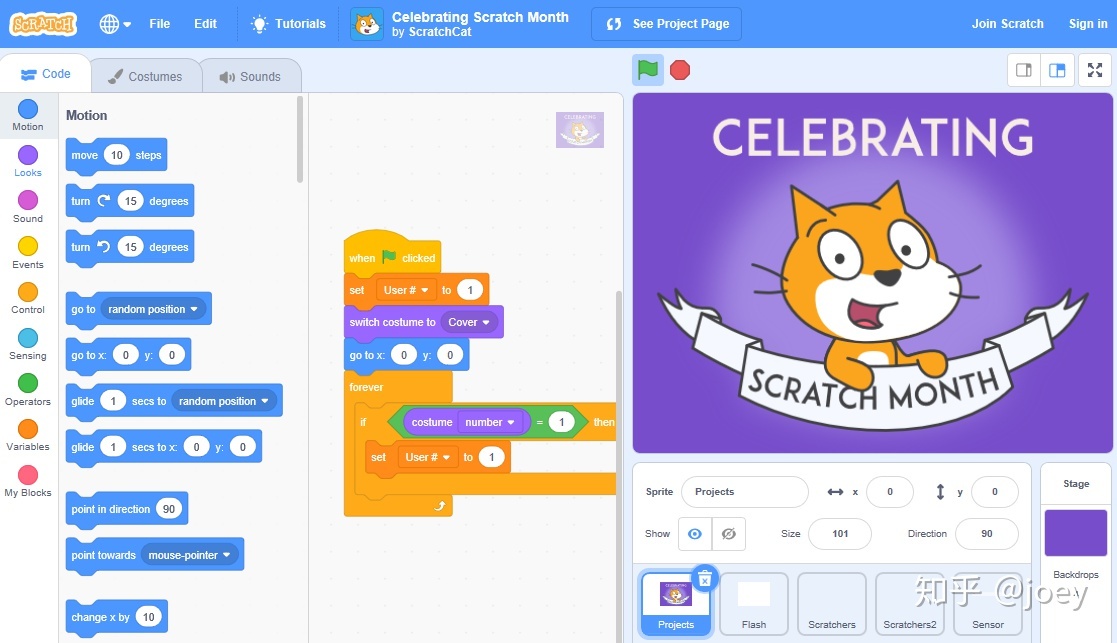 SCRATCH
File
Edit
Tutorials
Celebrating Scratch Month
by ScratchCat
See Project Page
Join Scratch
Sign in
Code
Costumes
Sounds
Motion
Looks
Sound
Events
Control
Sensing
Operators
Variables
My Blocks
Motion
move 10 steps
turn 15 degrees
turn 15 degrees
go to random position
go to x: 0 y: 0
glide 1 secs to random position
glide 1 secs to x: 0 y: 0
point in direction 90
point towards mouse-pointer
change x by 10
when clicked
set User # to 1
switch costume to Cover
go to x: 0 y: 0
forever
if costume number = 1 then
set User # to 1
CELEBRATING
SCRATCH MONTH
Sprite Projects x 0 y 0
Show Size 101 Direction 90
Projects
Flash
Scratchers
Scratchers2
Sensor
Stage
Backdrops
知乎 @joey